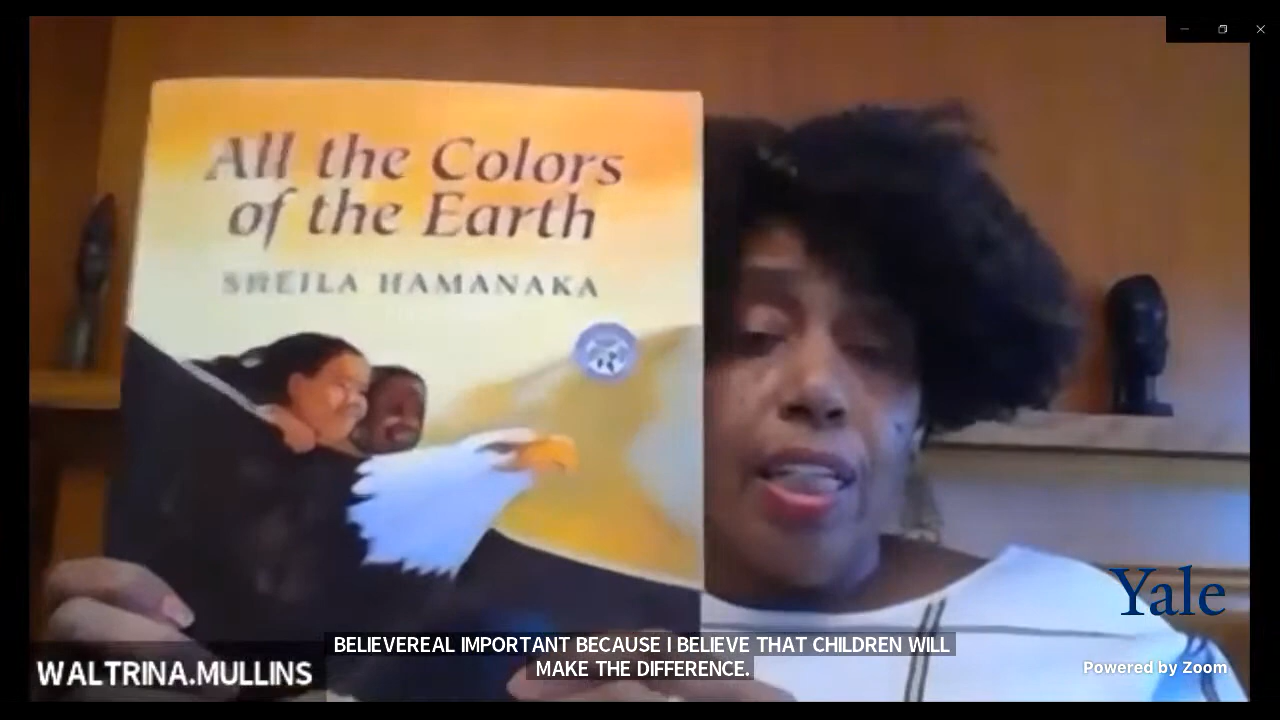 All the Colors
of the Earth
SHEILA HAMANAKA
Yale
BELIEVEREAL IMPORTANT BECAUSE I BELIEVE THAT CHILDREN WILL
MAKE THE DIFFERENCE.
WALTRINA.MULLINS
Powered by Zoom